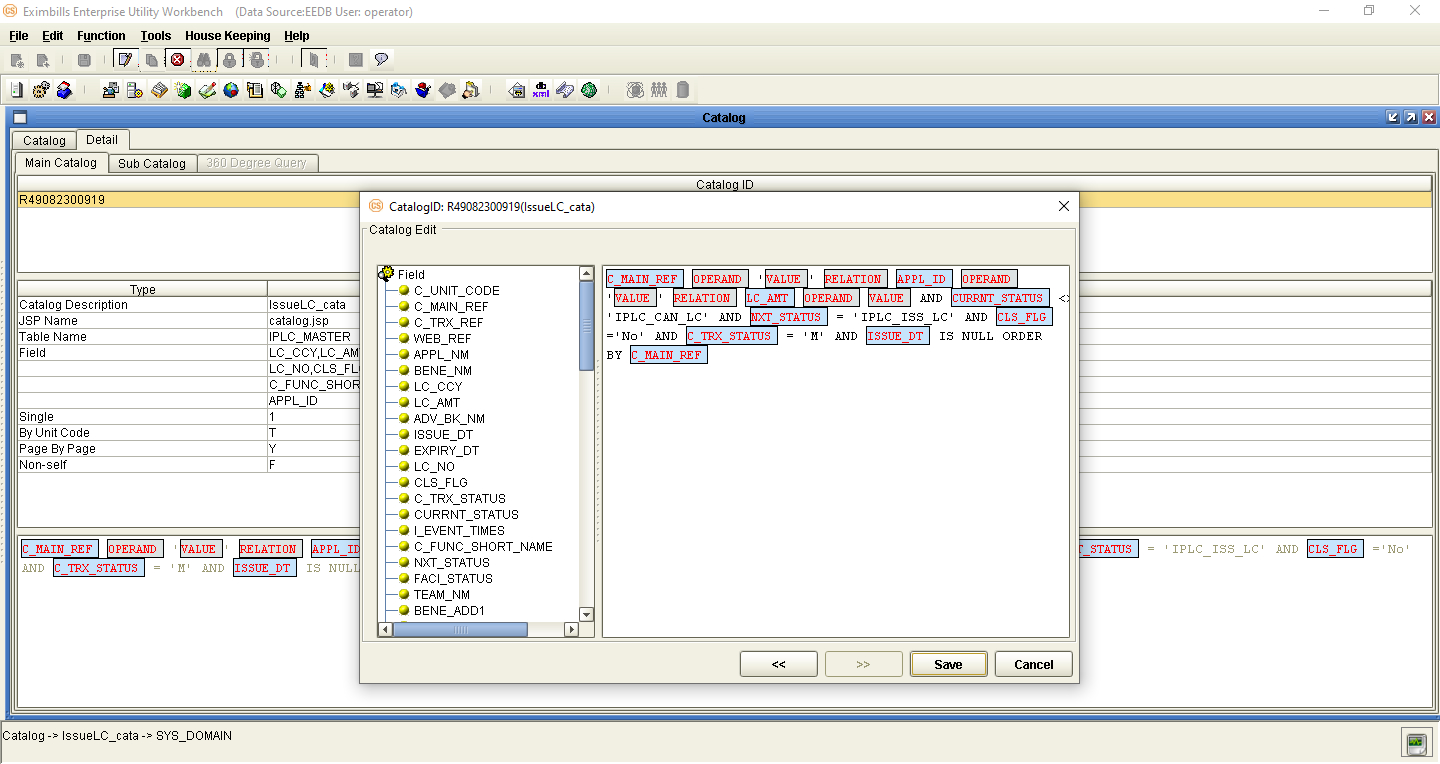 Eximbills Enterprise Utility Workbench (Data Source:EEDB User: operator)
File Edit Function Tools House Keeping Help
xml
Catalog
Catalog Detail
Main Catalog Sub Catalog 360 Degree Query
Catalog ID
R49082300919
Type
Catalog Description IssueLC_cata
JSP Name catalog.jsp
Table Name IPLC_MASTER
Field LC_CCY,LC_AM
LC_NO,CLS_FL
C_FUNC_SHOR
APPL_ID
Single 1
By Unit Code T
Page By Page Y
Non-self F
C_MAIN_REF OPERAND 'VALUE' RELATION APPL_ID
T_STATUS = 'IPLC_ISS_LC' AND CLS_FLG ='No'
AND C_TRX_STATUS = 'M' AND ISSUE_DT IS NULL
CatalogID: R49082300919(IssueLC_cata)
Catalog Edit
Field
C_UNIT_CODE
C_MAIN_REF
C_TRX_REF
WEB_REF
APPL_NM
BENE_NM
LC_CCY
LC_AMT
ADV_BK_NM
ISSUE_DT
EXPIRY_DT
LC_NO
CLS_FLG
C_TRX_STATUS
CURRNT_STATUS
I_EVENT_TIMES
C_FUNC_SHORT_NAME
NXT_STATUS
FACI_STATUS
TEAM_NM
BENE_ADD1
C_MAIN_REF OPERAND 'VALUE' RELATION APPL_ID OPERAND
'VALUE' RELATION LC_AMT OPERAND VALUE AND CURRNT_STATUS <>
'IPLC_CAN_LC' AND NXT_STATUS = 'IPLC_ISS_LC' AND CLS_FLG
='No' AND C_TRX_STATUS = 'M' AND ISSUE_DT IS NULL ORDER
BY C_MAIN_REF
<< >> Save Cancel
Catalog -> IssueLC_cata -> SYS_DOMAIN